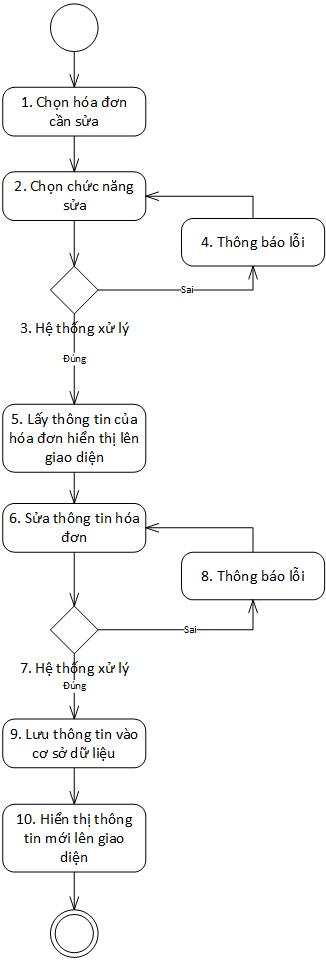 1. Chọn hóa đơn
cần sửa
2. Chọn chức năng
sửa
4. Thông báo lỗi
Sai
3. Hệ thống xử lý
Đúng
5. Lấy thông tin của
hóa đơn hiển thị lên
giao diện
6. Sửa thông tin hóa
đơn
8. Thông báo lỗi
Sai
7. Hệ thống xử lý
Đúng
9. Lưu thông tin vào
cơ sở dữ liệu
10. Hiển thị thông
tin mới lên giao
diện